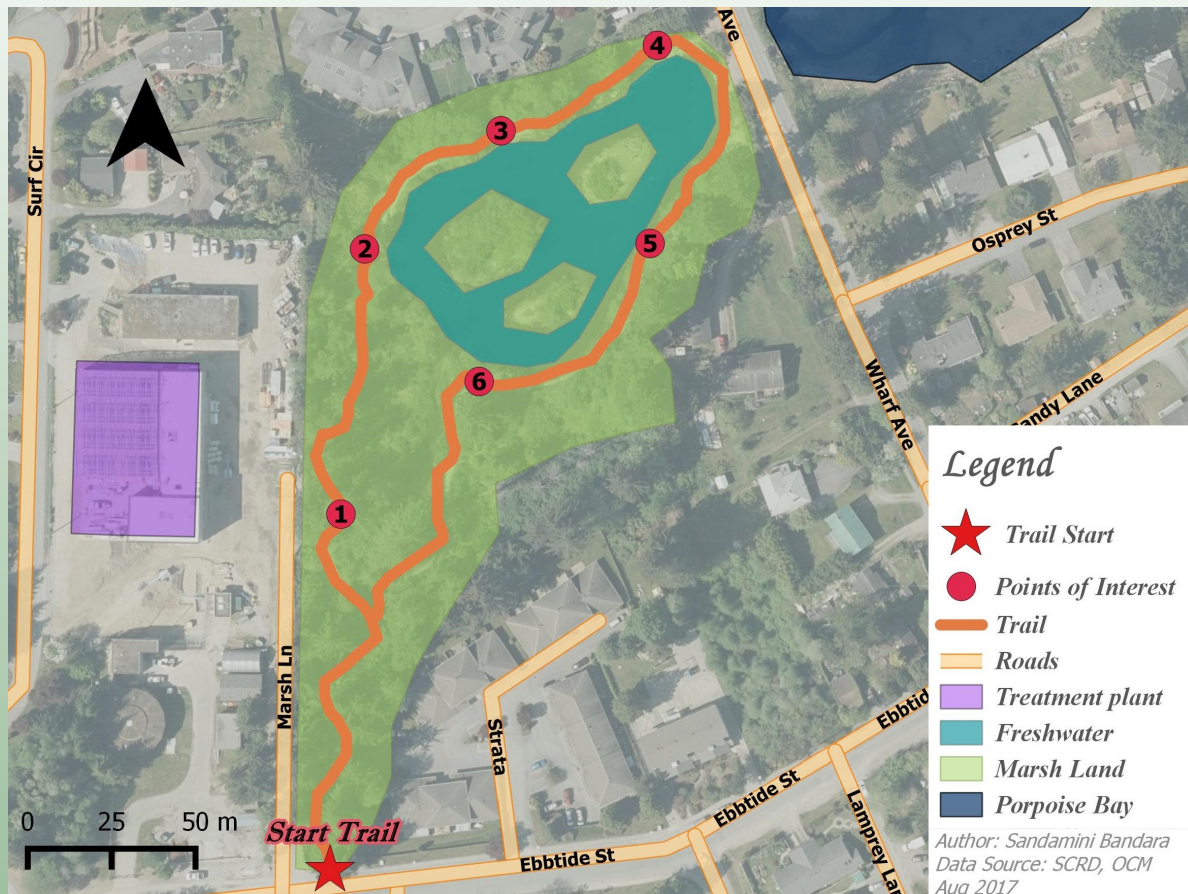 Ave
Surf Cir
Osprey St
Wharf Ave
andy Lane
Marsh Ln
Strata
Ebbtide St
Ebbtide St
Ebbtid
Lamprey Lan
4
3
2
5
6
1
Start Trail
0 25 50 m
Legend
Trail Start
Points of Interest
Trail
Roads
Treatment plant
Freshwater
Marsh Land
Porpoise Bay
Author: Sandamini Bandara
Data Source: SCRD, OCM
Aug 2017